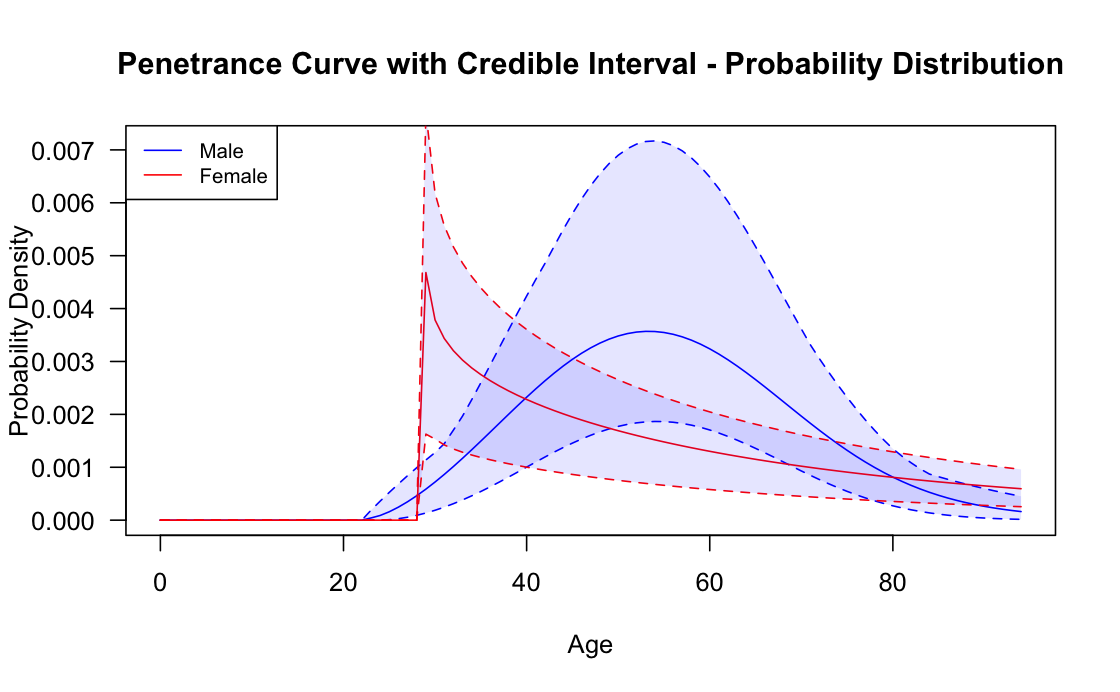 Penetrance Curve with Credible Interval - Probability Distribution
Male
Female
Probability Density
0.007
0.006
0.005
0.004
0.003
0.002
0.001
0.000
0 20 40 60 80
Age